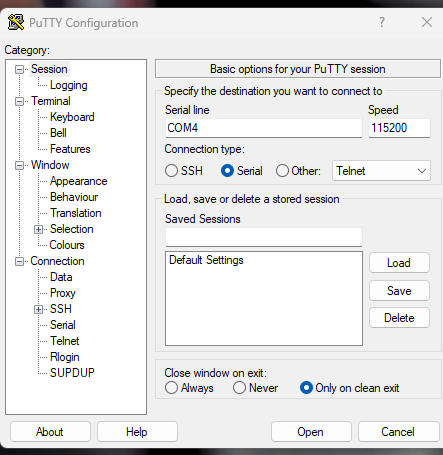 PuTTY Configuration
Category:
Session
Logging
Terminal
Keyboard
Bell
Features
Window
Appearance
Behaviour
Translation
Selection
Colours
Connection
Data
Proxy
SSH
Serial
Telnet
Rlogin
SUPDUP
Basic options for your PuTTY session
Specify the destination you want to connect to
Serial line Speed
COM4 115200
Connection type:
SSH Serial Other: Telnet
Load, save or delete a stored session
Saved Sessions
Default Settings
Load
Save
Delete
Close window on exit:
Always Never Only on clean exit
About Help Open Cancel